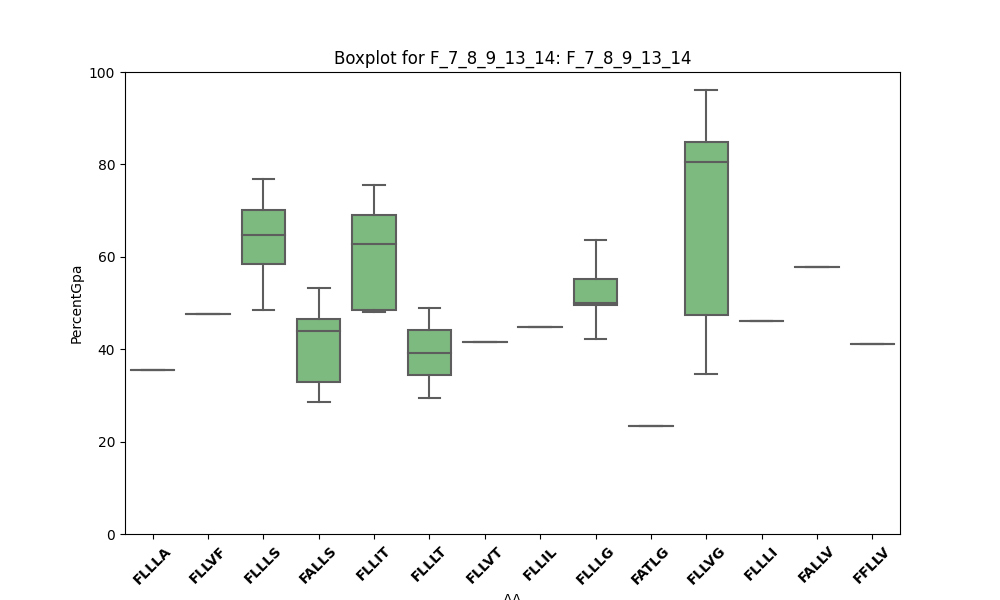 Boxplot for F_7_8_9_13_14: F_7_8_9_13_14
100
80
60
40
20
0
PercentGpa
FLLLA FLLVF FLLLS FALLS FLLIT FLLLT FLLVT FLLIL FLLLG FATLG FLLVG FLLLI FALLV FFLLV
AA